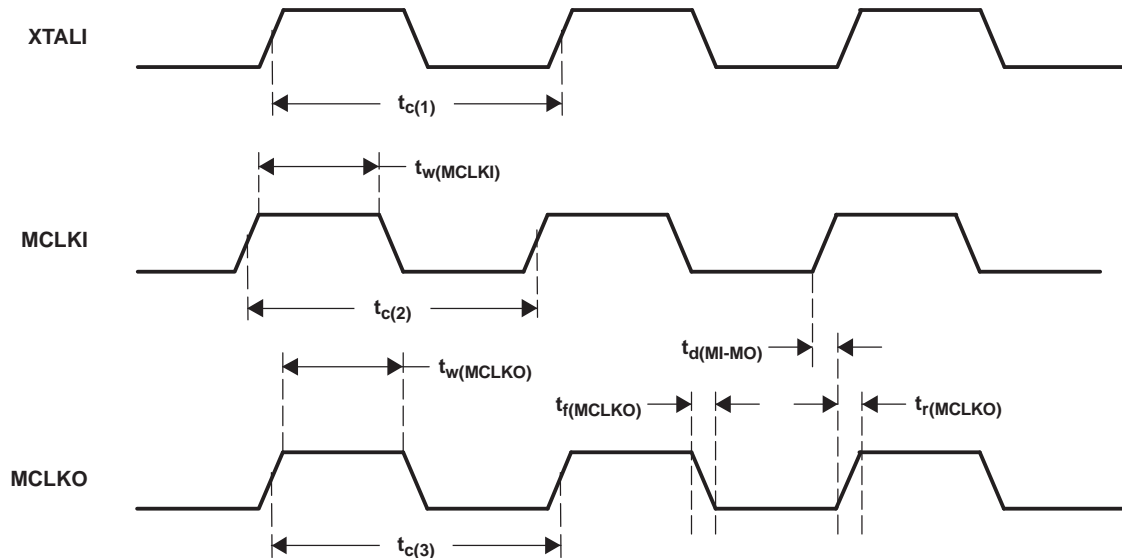 XTALI
tc(1)
tw(MCLKI)
MCLKI
tc(2)
td(MI-MO)
tw(MCLKO)
tf(MCLKO)
tr(MCLKO)
MCLKO
tc(3)